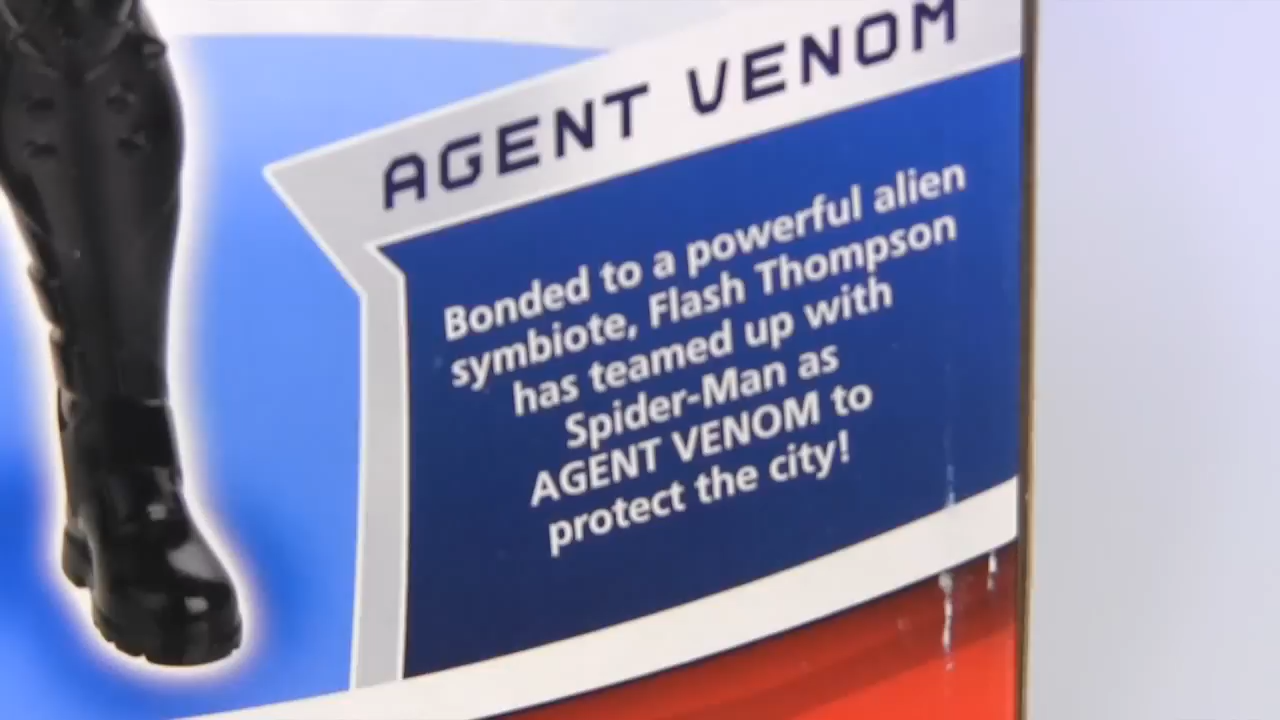 AGENT VENOM
Bonded to a powerful alien
symbiote, Flash Thompson
has teamed up with
Spider-Man as
AGENT VENOM to
protect the city!